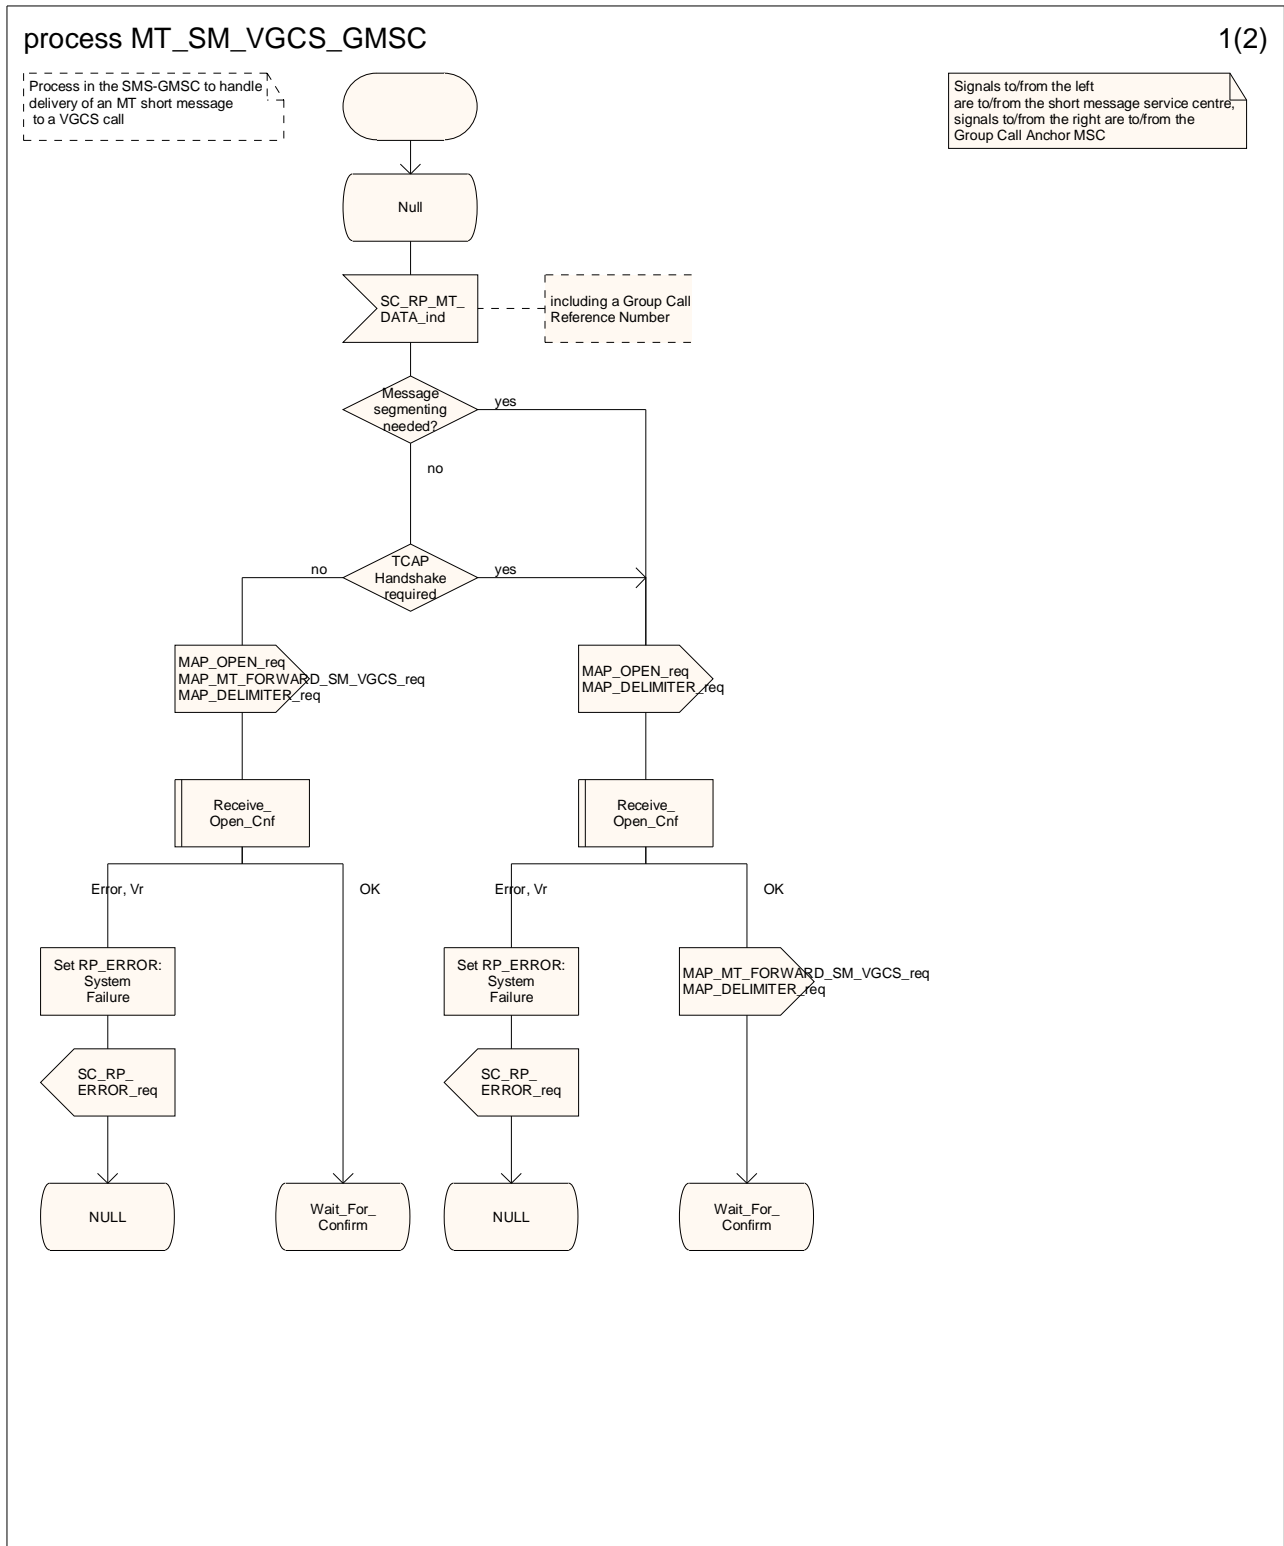 process MT_SM_VGCS_GMSC
1(2)
Process in the SMS-GMSC to handle
delivery of an MT short message
to a VGCS call
Signals to/from the left
are to/from the short message service centre,
signals to/from the right are to/from the
Group Call Anchor MSC
Null
SC_RP_MT_
DATA_ind
including a Group Call
Reference Number
Message
segmenting
needed?
yes
no
TCAP
Handshake
required
no
yes
MAP_OPEN_req
MAP_MT_FORWARD_SM_VGCS_req
MAP_DELIMITER_req
MAP_OPEN_req
MAP_DELIMITER_req
Receive_
Open_Cnf
Receive_
Open_Cnf
Error, Vr
OK
Error, Vr
OK
Set RP_ERROR:
System
Failure
Set RP_ERROR:
System
Failure
MAP_MT_FORWARD_SM_VGCS_req
MAP_DELIMITER_req
SC_RP_
ERROR_req
SC_RP_
ERROR_req
NULL
Wait_For_
Confirm
NULL
Wait_For_
Confirm